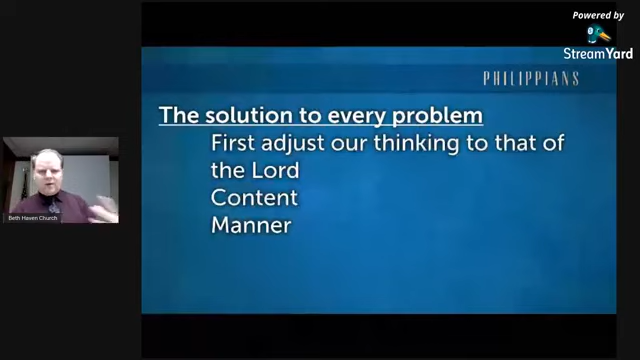 Powered by
StreamYard
PHILIPPIANS
The solution to every problem
First adjust our thinking to that of
the Lord
Content
Manner
Beth Haven Church